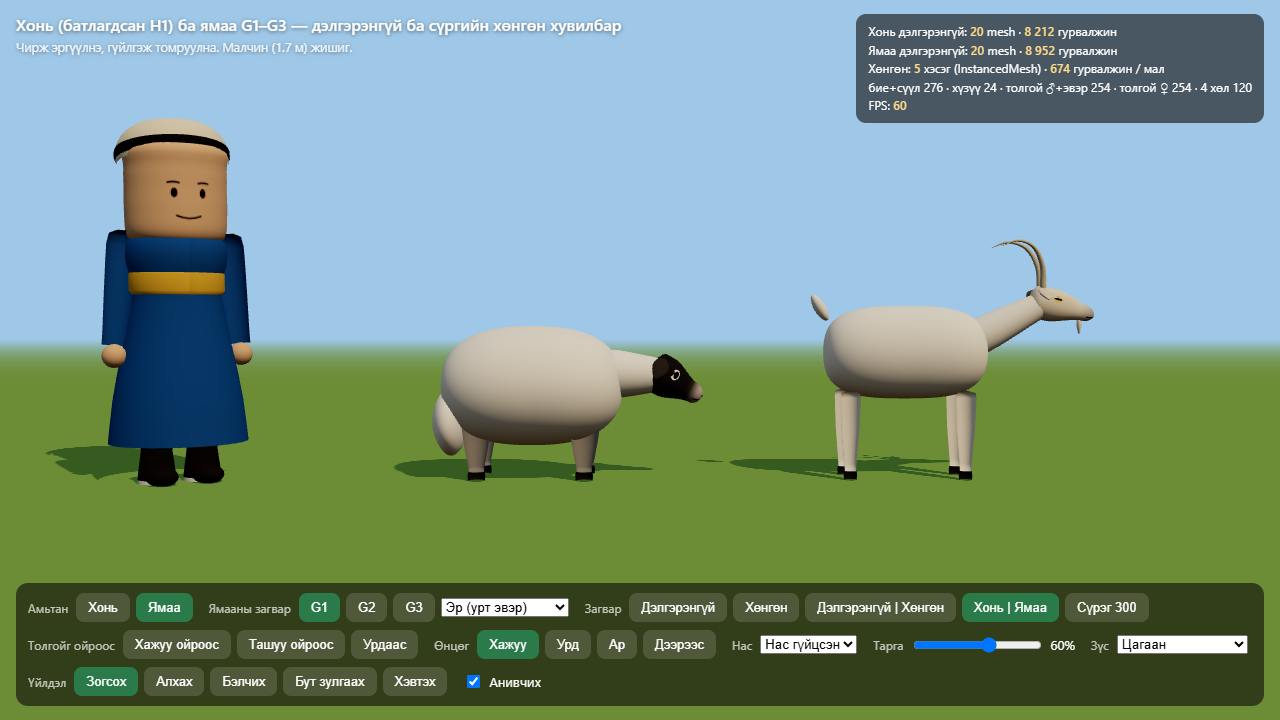 Хонь (батлагдсан H1) ба ямаа G1–G3 — дэлгэрэнгүй ба сүргийн хөнгөн хувилбар
Чирж эргүүлнэ, гүйлгэж томруулна. Малчин (1.7 м) жишиг.
Хонь дэлгэрэнгүй: 20 mesh · 8 212 гурвалжин
Ямаа дэлгэрэнгүй: 20 mesh · 8 952 гурвалжин
Хөнгөн: 5 хэсэг (InstancedMesh) · 674 гурвалжин / мал
бие+сүүл 276 · хүзүү 24 · толгой ♂+эвэр 254 · толгой ♀ 254 · 4 хөл 120
FPS: 60
Амьтан Хонь Ямаа Ямааны загвар G1 G2 G3 Эр (урт эвэр) Загвар Дэлгэрэнгүй Хөнгөн Дэлгэрэнгүй | Хөнгөн Хонь | Ямаа Сүрэг 300
Толгойг ойроос Хажуу ойроос Ташуу ойроос Урдаас Өнцөг Хажуу Урд Ар Дээрээс Нас Нас гүйцсэн Тарга 60% Зүс Цагаан
Үйлдэл Зогсох Алхах Бэлчих Бут зулгаах Хэвтэх Анивчих